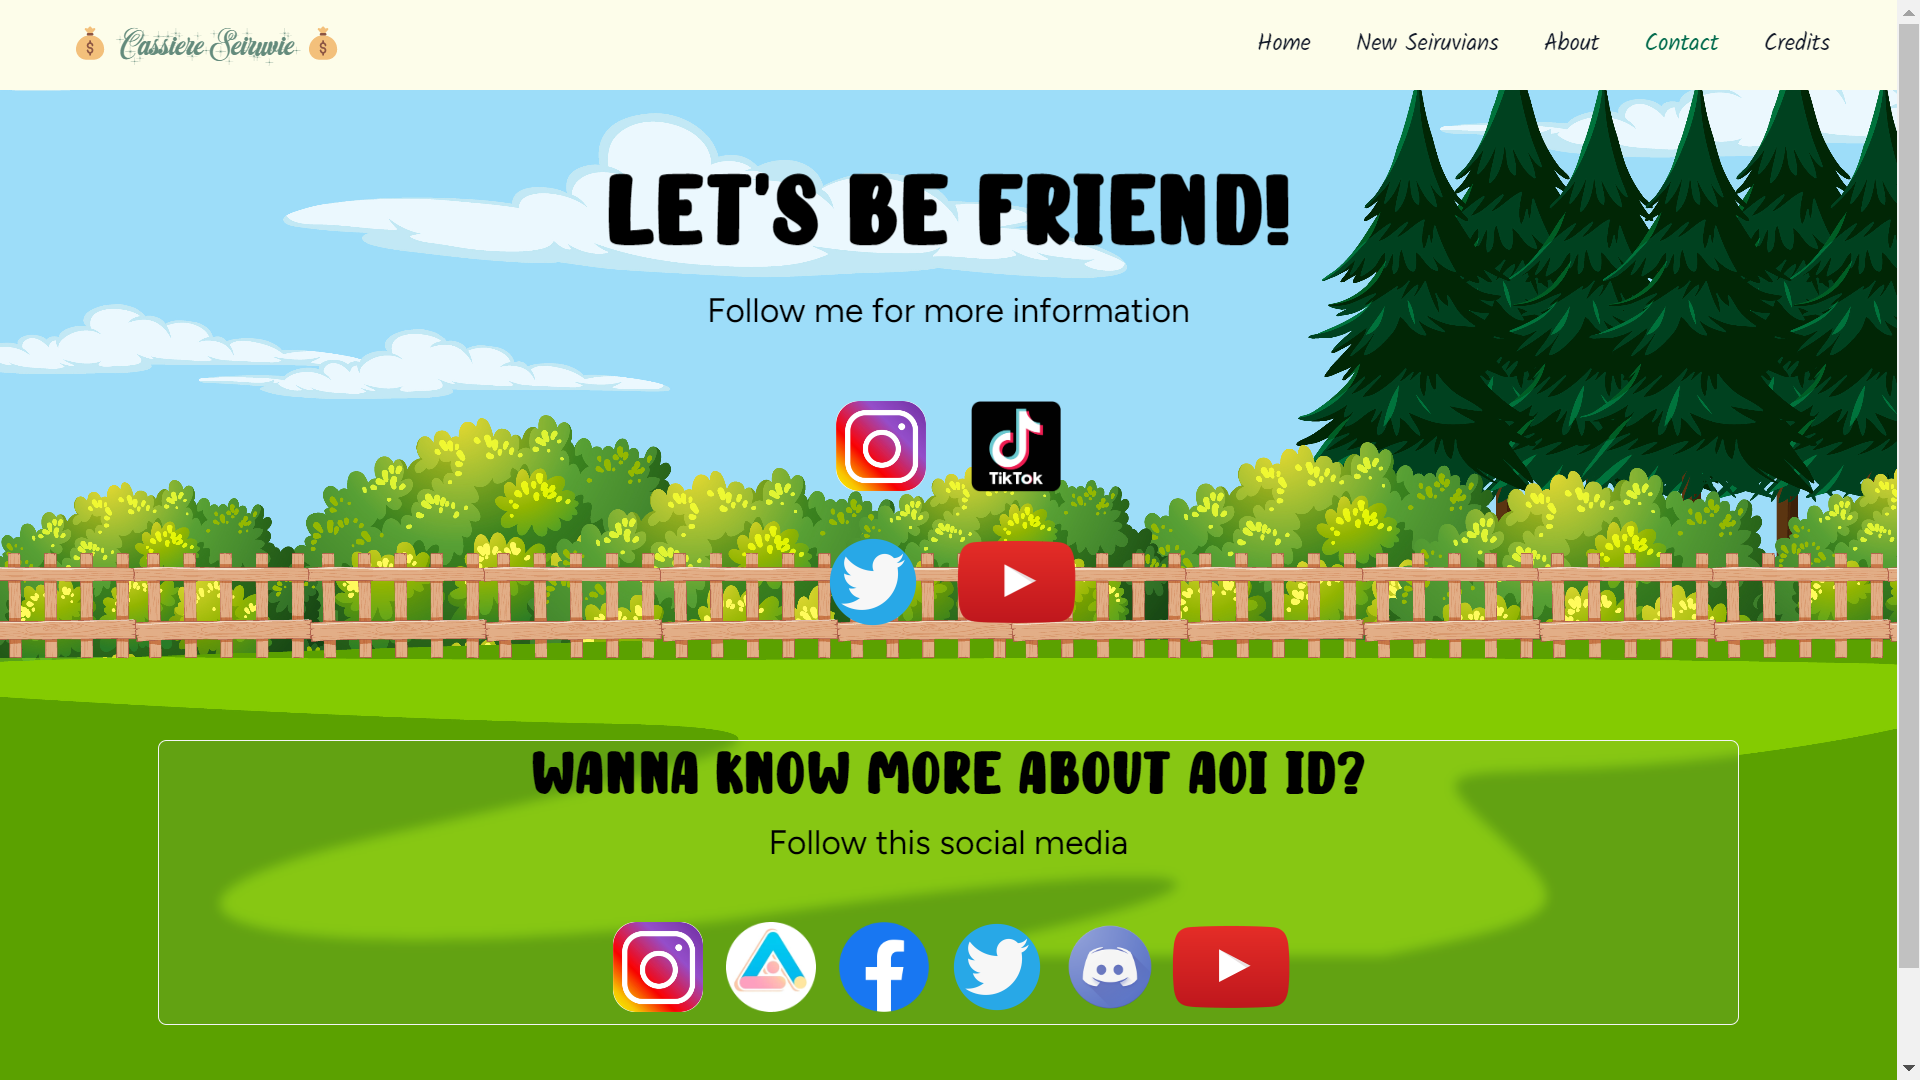 $ Cassiere Seiruvie $
Home New Seiruvians About Contact Credits
LET'S BE FRIEND!
Follow me for more information
TikTok
WANNA KNOW MORE ABOUT AOI ID?
Follow this social media